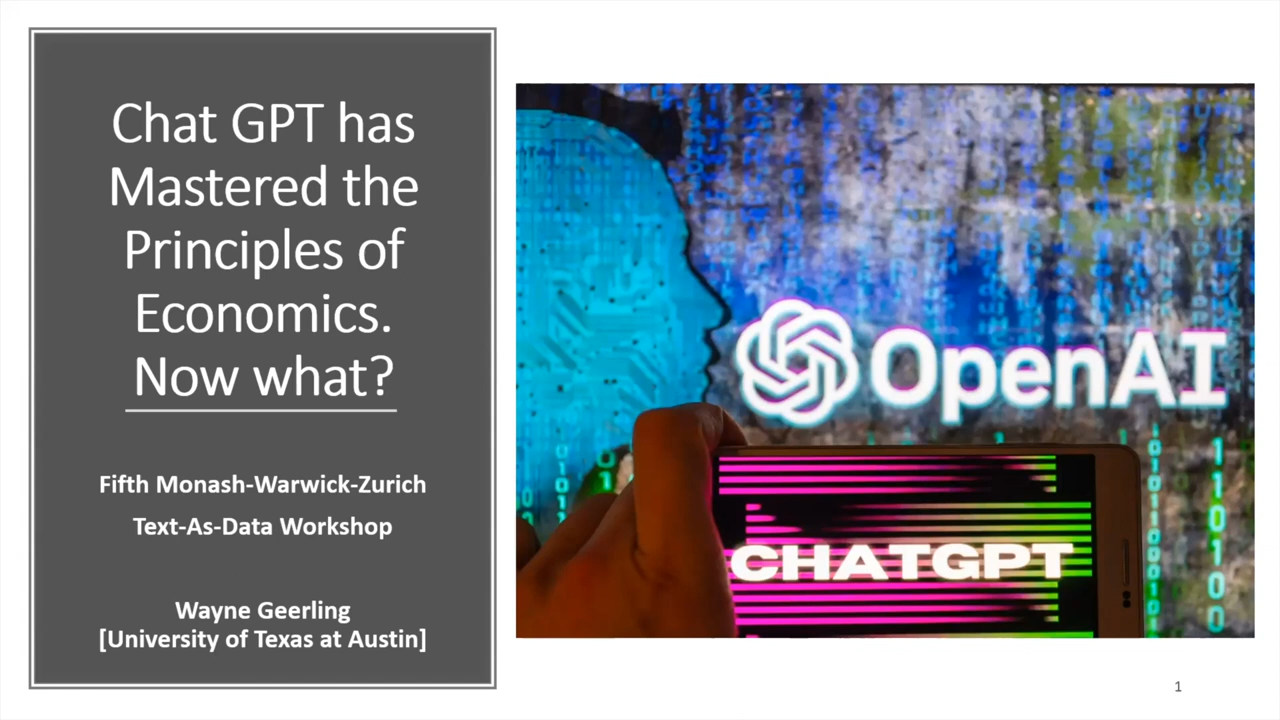 Chat GPT has
Mastered the
Principles of
Economics.
Now what?
Fifth Monash-Warwick-Zurich
Text-As-Data Workshop
Wayne Geerling
[University of Texas at Austin]
OpenAI
CHATGPT
1